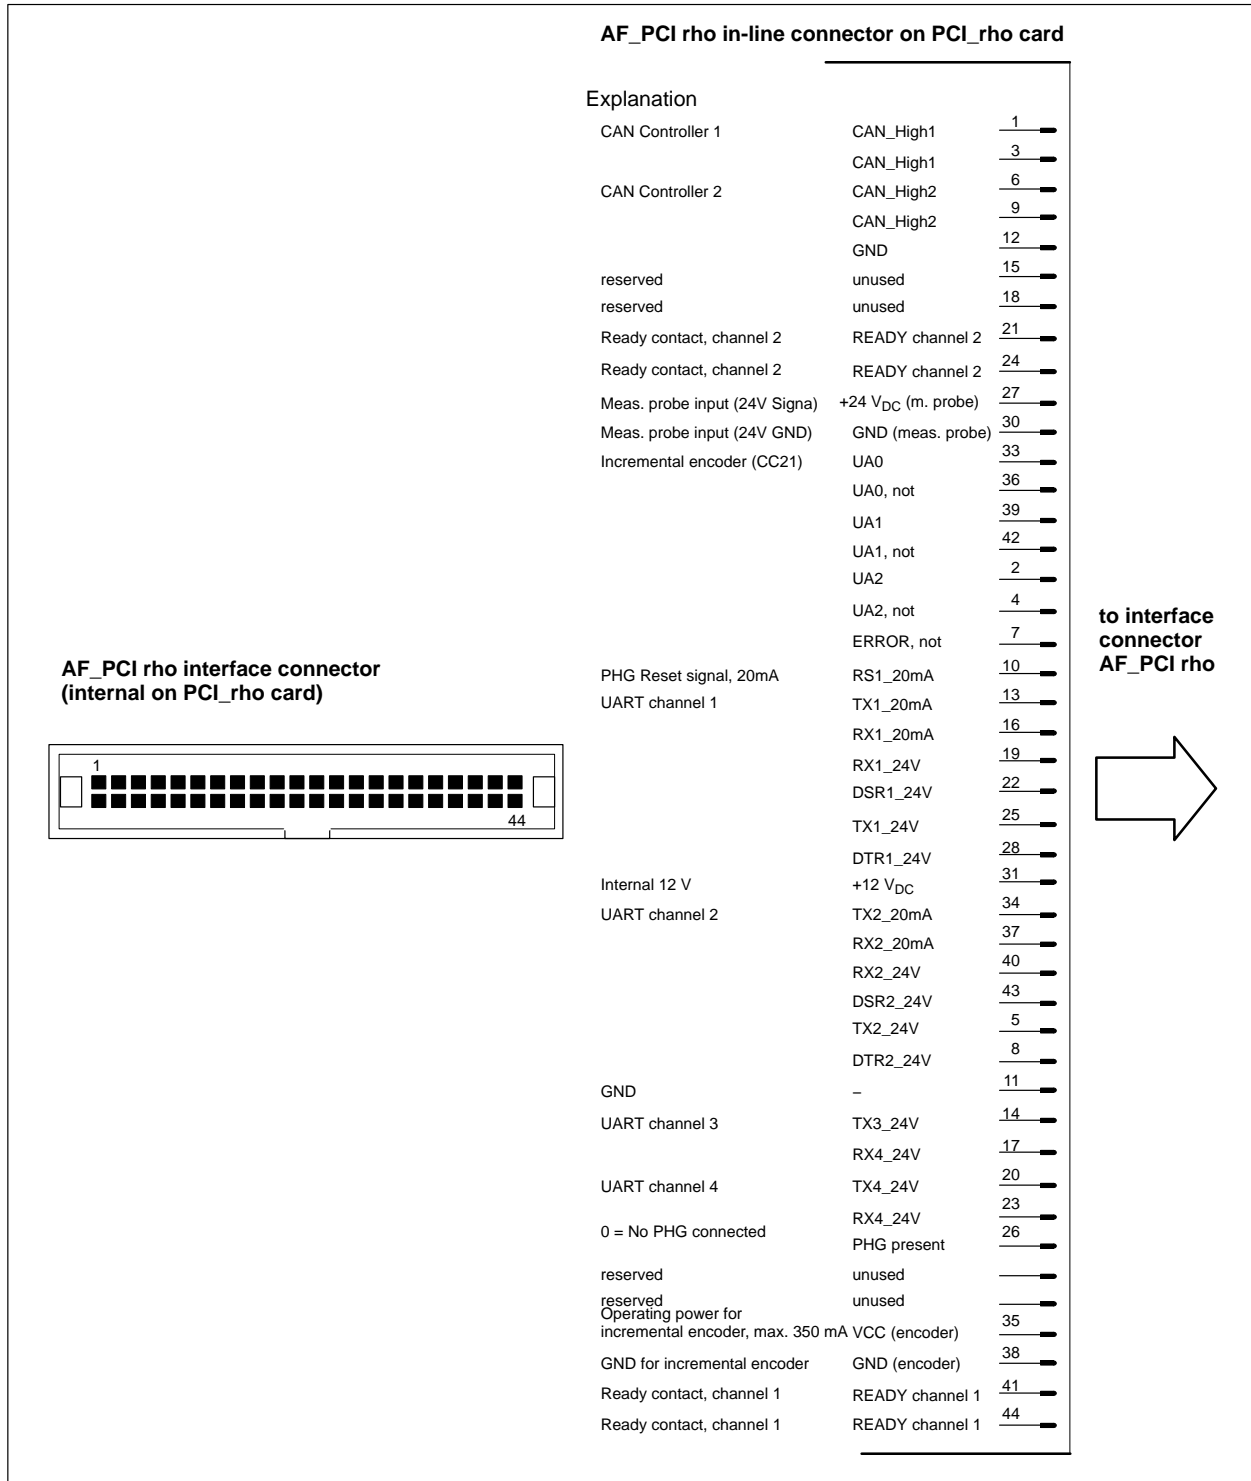 AF_PCI rho in-line connector on PCI_rho card
Explanation
CAN Controller 1 CAN_High1 1
CAN_High1 3
CAN Controller 2 CAN_High2 6
CAN_High2 9
GND 12
reserved unused 15
reserved unused 18
Ready contact, channel 2 READY channel 2 21
Ready contact, channel 2 READY channel 2 24
Meas. probe input (24V Signa) +24 VDC (m. probe) 27
Meas. probe input (24V GND) GND (meas. probe) 30
Incremental encoder (CC21) UA0 33
UA0, not 36
UA1 39
UA1, not 42
UA2 2
UA2, not 4
ERROR, not 7
PHG Reset signal, 20mA RS1_20mA 10
UART channel 1 TX1_20mA 13
RX1_20mA 16
RX1_24V 19
DSR1_24V 22
TX1_24V 25
DTR1_24V 28
Internal 12 V +12 VDC 31
UART channel 2 TX2_20mA 34
RX2_20mA 37
RX2_24V 40
DSR2_24V 43
TX2_24V 5
DTR2_24V 8
GND – 11
UART channel 3 TX3_24V 14
RX4_24V 17
UART channel 4 TX4_24V 20
RX4_24V 23
0 = No PHG connected PHG present 26
reserved unused
reserved unused
Operating power for
incremental encoder, max. 350 mA VCC (encoder) 35
GND for incremental encoder GND (encoder) 38
Ready contact, channel 1 READY channel 1 41
Ready contact, channel 1 READY channel 1 44
AF_PCI rho interface connector
(internal on PCI_rho card)
1
44
to interface
connector
AF_PCI rho